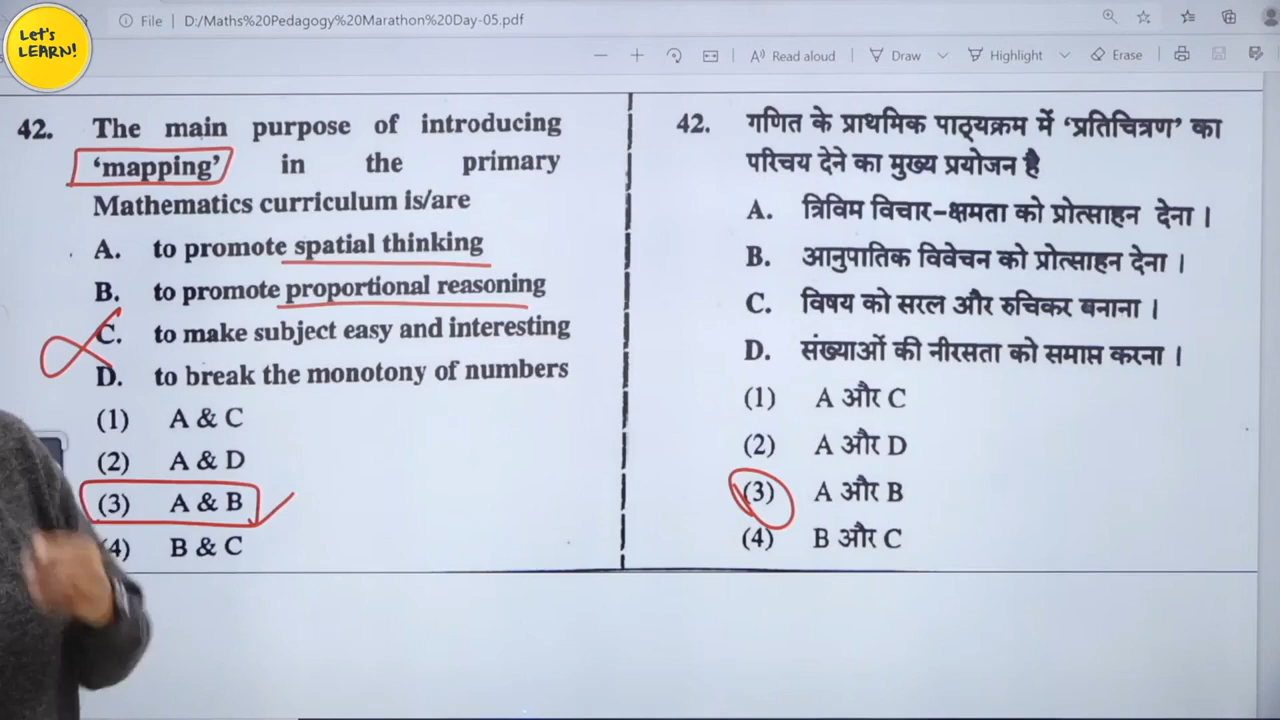 Let's
LEARN!
File | D:/Maths%20Pedagogy%20Marathon%20Day-05.pdf
Read aloud
Draw
Highlight
Erase
42. The main purpose of introducing
'mapping' in the primary
Mathematics curriculum is/are
A. to promote spatial thinking
B. to promote proportional reasoning
C. to make subject easy and interesting
D. to break the monotony of numbers
(1) A & C
(2) A & D
(3) A & B
4) B & C
42. गणित के प्राथमिक पाठ्यक्रम में 'प्रतिचित्रण' का
परिचय देने का मुख्य प्रयोजन है
A. त्रिविम विचार-क्षमता को प्रोत्साहन देना ।
B. आनुपातिक विवेचन को प्रोत्साहन देना ।
C. विषय को सरल और रुचिकर बनाना ।
D. संख्याओं की नीरसता को समाप्त करना ।
(1) A और C
(2) A और D
(3) A और B
(4) B और C